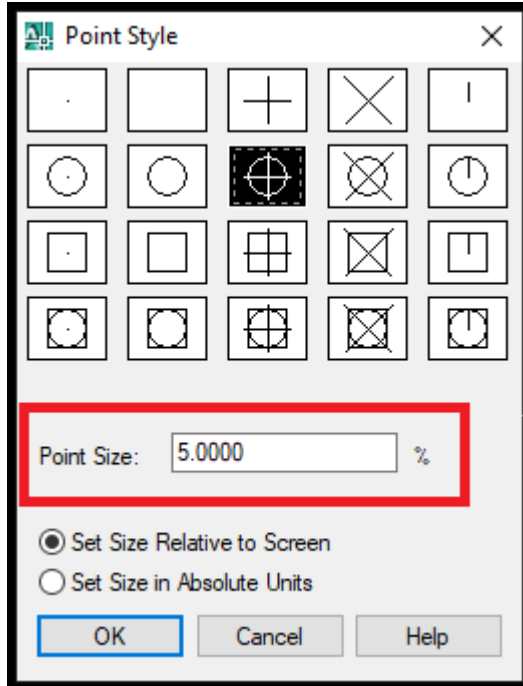 Point Style
Point Size: 5.0000 %
Set Size Relative to Screen
Set Size in Absolute Units
OK Cancel Help